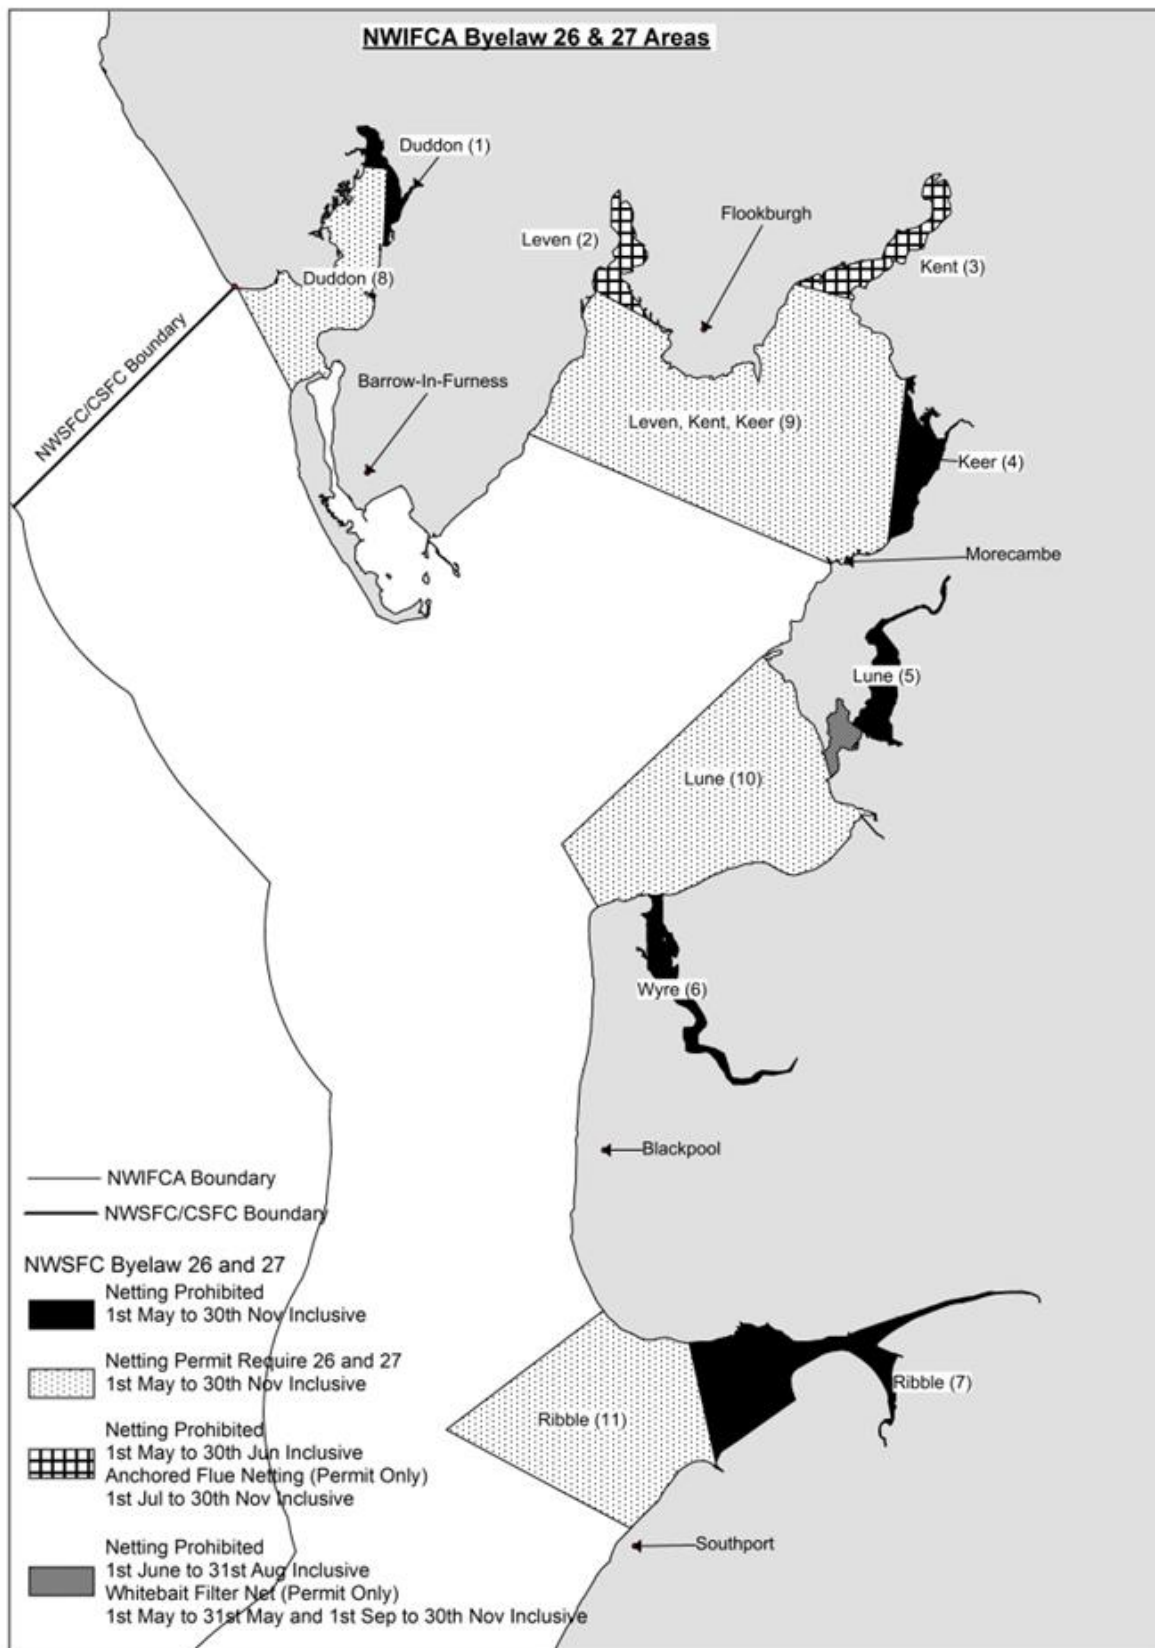 NWIFCA Byelaw 26 & 27 Areas
Duddon (1)
Flookburgh
Leven (2)
Kent (3)
Duddon (8)
NWSFC/CSFC Boundary
Barrow-In-Furness
Leven, Kent, Keer (9)
Keer (4)
Morecambe
Lune (5)
Lune (10)
Wyre (6)
Blackpool
NWIFCA Boundary
NWSFC/CSFC Boundary
NWSFC Byelaw 26 and 27
Netting Prohibited
1st May to 30th Nov Inclusive
Netting Permit Require 26 and 27
1st May to 30th Nov Inclusive
Ribble (7)
Ribble (11)
Netting Prohibited
1st May to 30th Jun Inclusive
Anchored Flue Netting (Permit Only)
1st Jul to 30th Nov Inclusive
Southport
Netting Prohibited
1st June to 31st Aug Inclusive
Whitebait Filter Net (Permit Only)
1st May to 31st May and 1st Sep to 30th Nov Inclusive